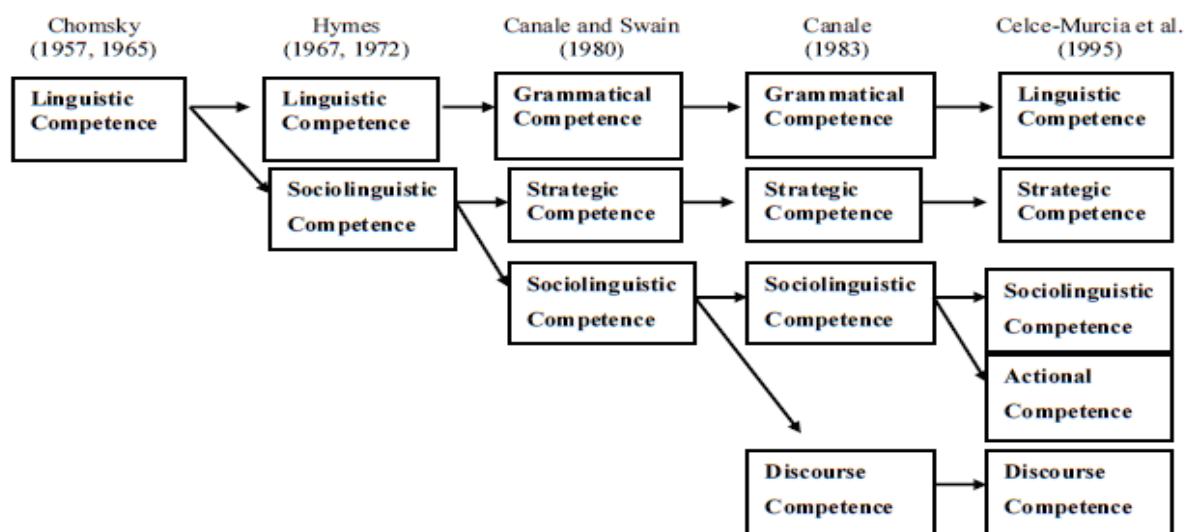 Chomsky
(1957, 1965)
Hymes
(1967, 1972)
Canale and Swain
(1980)
Canale
(1983)
Celce-Murcia et al.
(1995)
Linguistic
Competence
Linguistic
Competence
Grammatical
Competence
Grammatical
Competence
Linguistic
Competence
Sociolinguistic
Competence
Strategic
Competence
Strategic
Competence
Strategic
Competence
Sociolinguistic
Competence
Sociolinguistic
Competence
Sociolinguistic
Competence
Actional
Competence
Discourse
Competence
Discourse
Competence